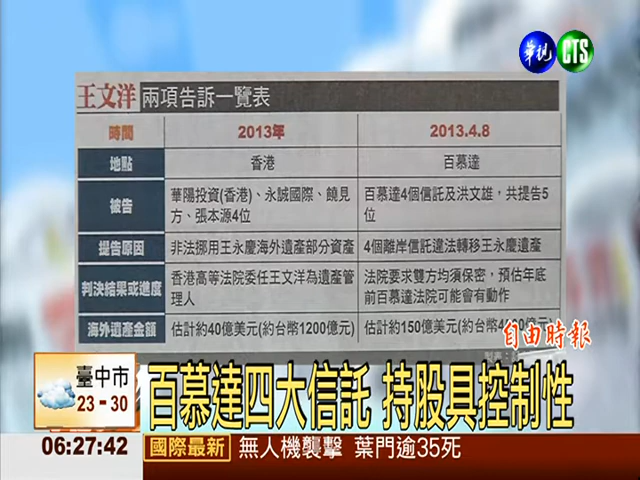 華視 CTS
王文洋 兩項告訴一覽表
時間 2013年 2013.4.8
地點 香港 百慕達
被告 華陽投資(香港)、永誠國際、饒見方、張本源4位 百慕達4個信託及洪文雄,共提告5位
提告原因 非法挪用王永慶海外遺產部分資產 4個離岸信託違法轉移王永慶遺產
判決結果或進度 香港高等法院委任王文洋為遺產管理人 法院要求雙方均須保密,預估年底前百慕達法院可能會有動作
海外遺產金額 估計約40億美元(約台幣1200億元) 估計約150億美元(約台幣4
自由時報
臺中市
23-30
百慕達四大信託 持股具控制性
06:27:42
國際最新 無人機襲擊 葉門逾35死